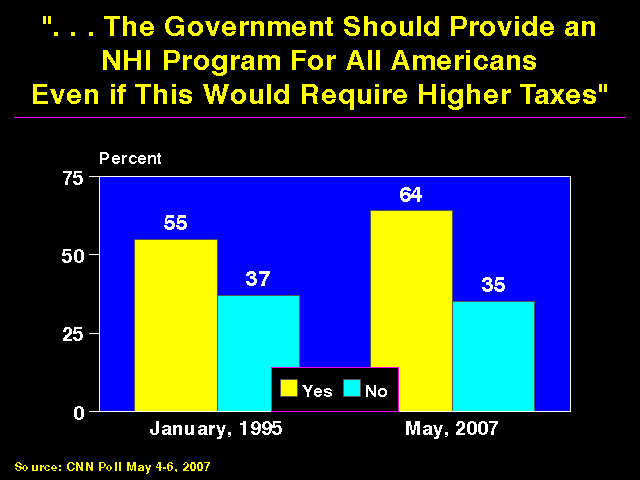 ". . . The Government Should Provide an
NHI Program For All Americans
Even if This Would Require Higher Taxes"
Percent
75
50
25
0
55
37
64
35
Yes No
January, 1995 May, 2007
Source: CNN Poll May 4-6, 2007